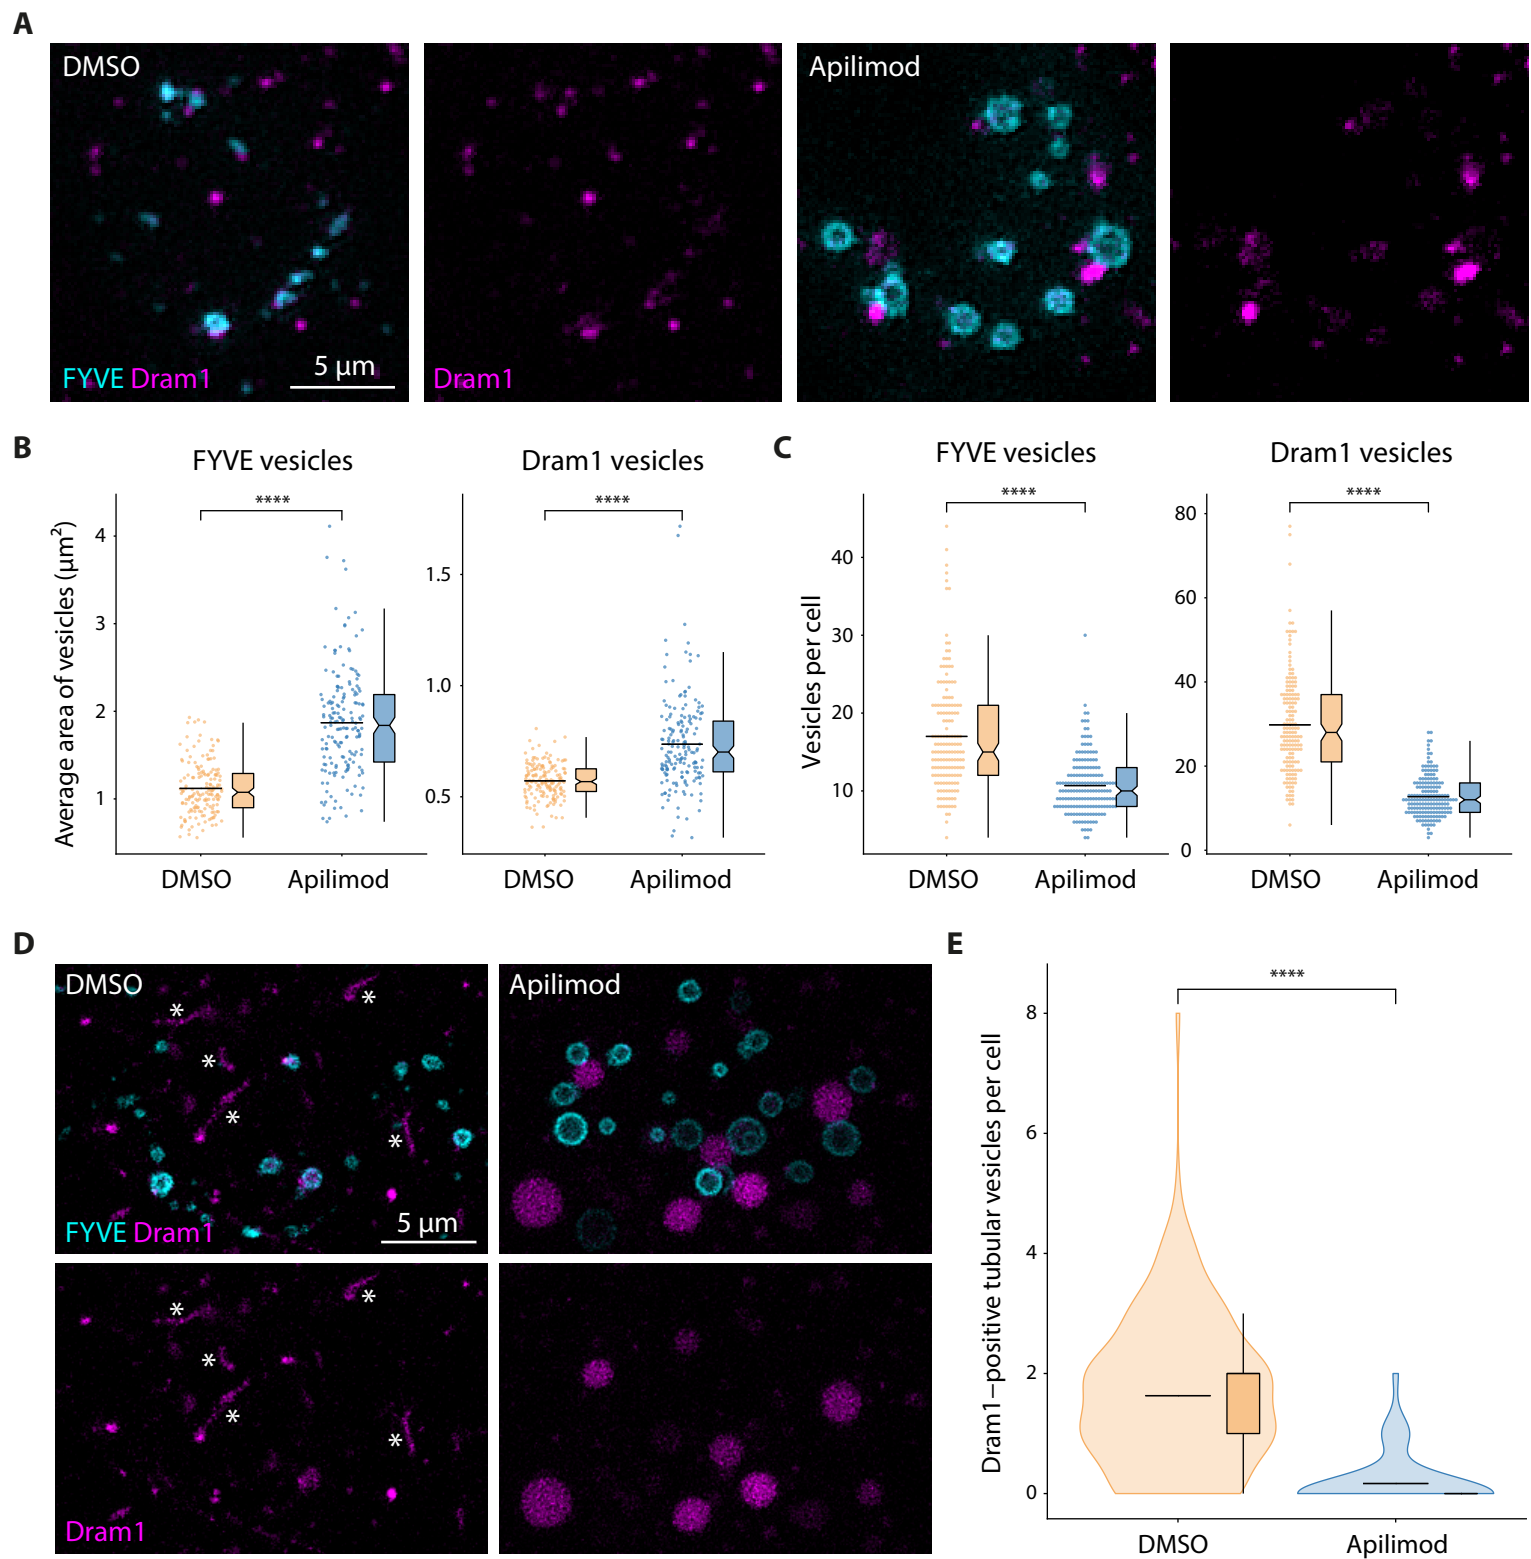 A
DMSO
FYVE Dram1
5 µm
Dram1
Apilimod
B
FYVE vesicles
Dram1 vesicles
****
****
Average area of vesicles (µm²)
4
3
2
1
1.5
1.0
0.5
DMSO
Apilimod
DMSO
Apilimod
C
FYVE vesicles
Dram1 vesicles
****
****
Vesicles per cell
40
30
20
10
80
60
40
20
0
DMSO
Apilimod
DMSO
Apilimod
D
DMSO
*
*
*
*
*
FYVE Dram1
5 µm
Apilimod
*
*
*
*
*
Dram1
E
****
Dram1−positive tubular vesicles per cell
8
6
4
2
0
DMSO
Apilimod